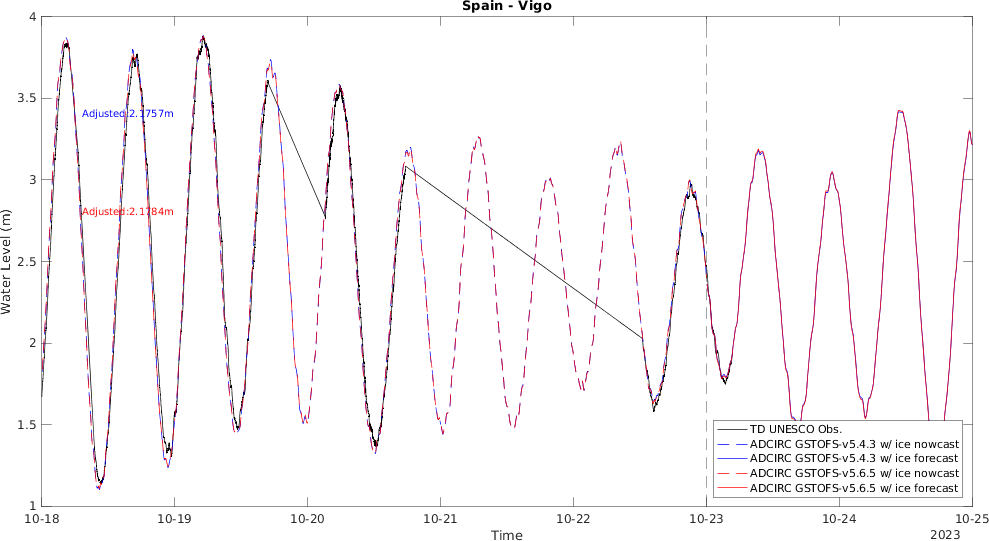 Spain - Vigo
4
3.5
3
2.5
2
1.5
1
Water Level (m)
Adjusted:2.1757m
Adjusted:2.1784m
TD UNESCO Obs.
ADCIRC GSTOFS-v5.4.3 w/ ice nowcast
ADCIRC GSTOFS-v5.4.3 w/ ice forecast
ADCIRC GSTOFS-v5.6.5 w/ ice nowcast
ADCIRC GSTOFS-v5.6.5 w/ ice forecast
10-18 10-19 10-20 10-21 10-22 10-23 10-24 10-25
Time
2023